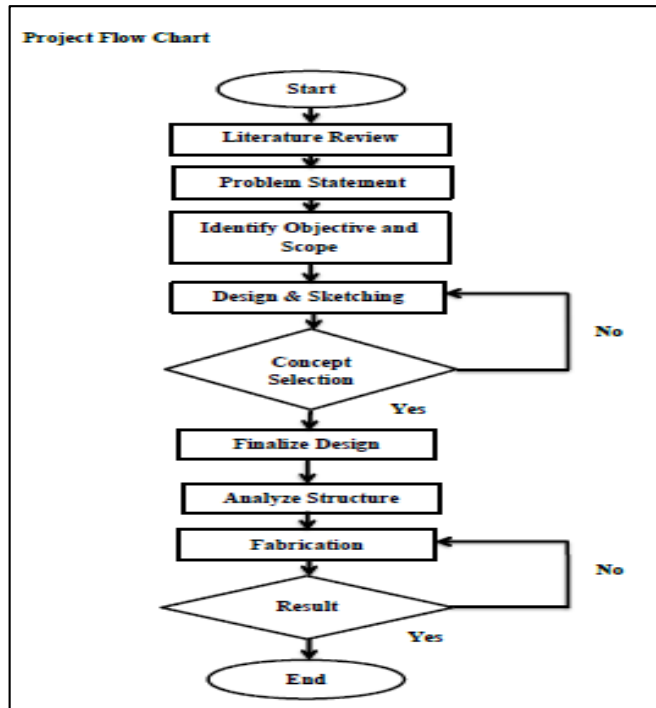 Project Flow Chart
Start
Literature Review
Problem Statement
Identify Objective and
Scope
Design & Sketching
No
Concept
Selection
Yes
Finalize Design
Analyze Structure
Fabrication
No
Result
Yes
End